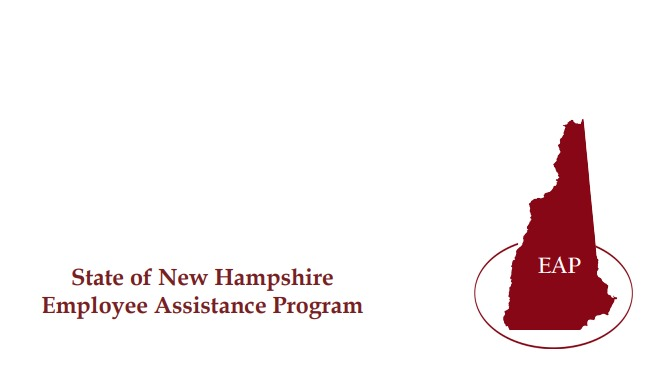 EAP
State of New Hampshire
Employee Assistance Program